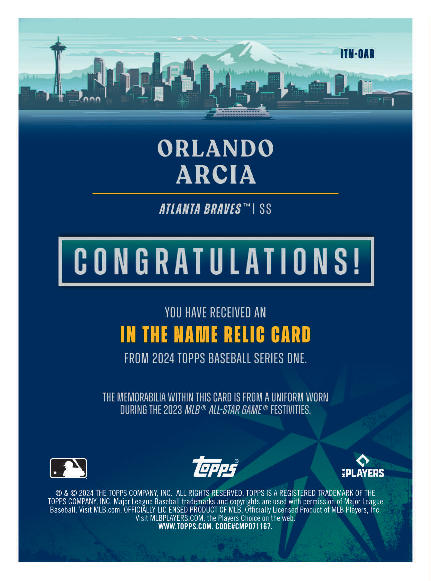 ITN-OAR
ORLANDO
ARCIA
ATLANTA BRAVES™ | SS
CONGRATULATIONS!
YOU HAVE RECEIVED AN
IN THE NAME RELIC CARD
FROM 2024 TOPPS BASEBALL SERIES ONE.
THE MEMORABILIA WITHIN THIS CARD IS FROM A UNIFORM WORN
DURING THE 2023 MLB® ALL-STAR GAME® FESTIVITIES.
Topps®
MLB PLAYERS
® & © 2024 THE TOPPS COMPANY, INC. ALL RIGHTS RESERVED. TOPPS IS A REGISTERED TRADEMARK OF THE
TOPPS COMPANY, INC. Major League Baseball trademarks and copyrights are used with permission of Major League
Baseball. Visit MLB.com. OFFICIALLY LICENSED PRODUCT OF MLB. Officially Licensed Product of MLB Players, Inc.
Visit MLBPLAYERS.COM, the Players Choice on the web.
WWW.TOPPS.COM. CODE#CMP071167.